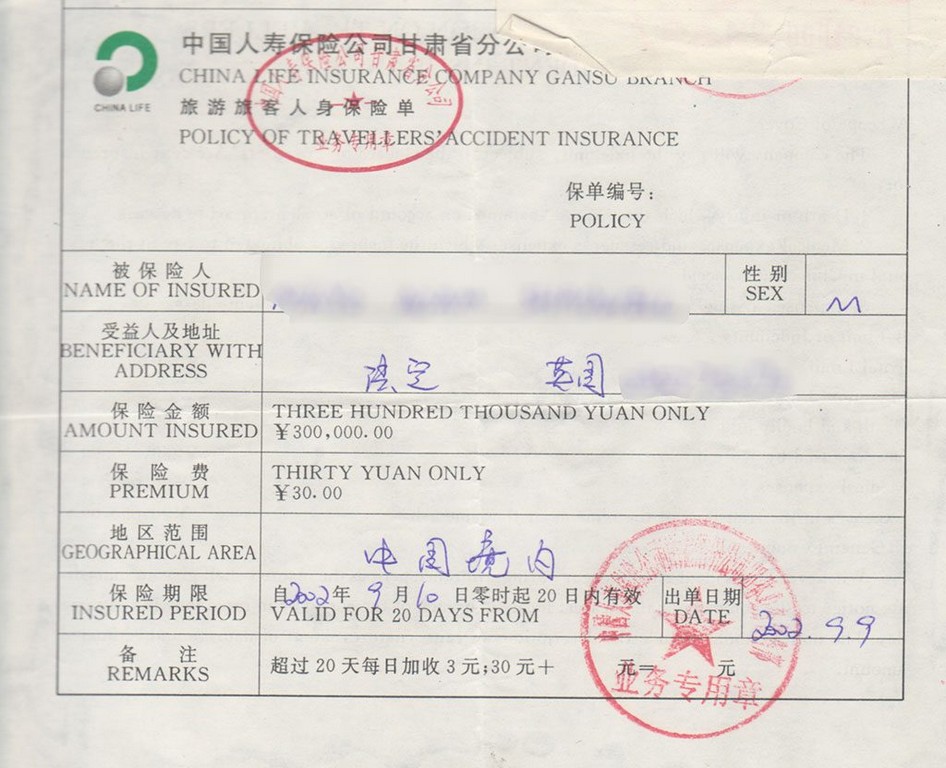 中国人寿保险公司甘肃省分公司
CHINA LIFE INSURANCE COMPANY GANSU BRANCH
CHINA LIFE
旅游旅客人身保险单
POLICY OF TRAVELLERS' ACCIDENT INSURANCE
业务专用章
保单编号:
POLICY
被保险人
NAME OF INSURED
性别
SEX
M
受益人及地址
BENEFICIARY WITH
ADDRESS
法定 英国
保险金额
AMOUNT INSURED
THREE HUNDRED THOUSAND YUAN ONLY
¥300,000.00
保险费
PREMIUM
THIRTY YUAN ONLY
¥30.00
地区范围
GEOGRAPHICAL AREA
中国境内
保险期限
INSURED PERIOD
自2002年9月10日零时起20日内有效
VALID FOR 20 DAYS FROM
出单日期
DATE
2002.9.9
备注
REMARKS
超过20天每日加收3元;30元+ 元= 元
业务专用章